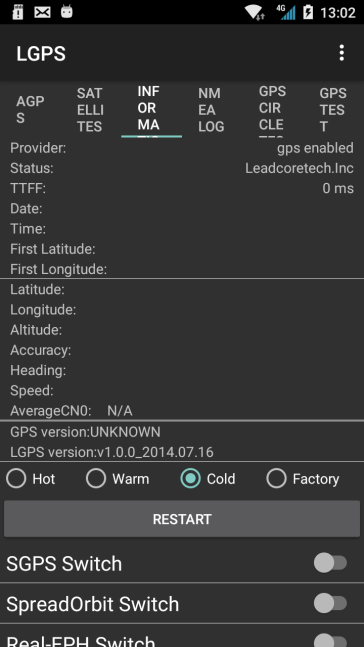 4G 13:02
LGPS
AGP
S
SAT
ELLI
TES
INF
OR
MA
NM
EA
LOG
GPS
CIR
CLE
GPS
TES
T
Provider: gps enabled
Status: Leadcoretech.Inc
TTFF: 0 ms
Date:
Time:
First Latitude:
First Longitude:
Latitude:
Longitude:
Altitude:
Accuracy:
Heading:
Speed:
AverageCN0: N/A
GPS version:UNKNOWN
LGPS version:v1.0.0_2014.07.16
Hot Warm Cold Factory
RESTART
SGPS Switch
SpreadOrbit Switch
Real-EPH Switch